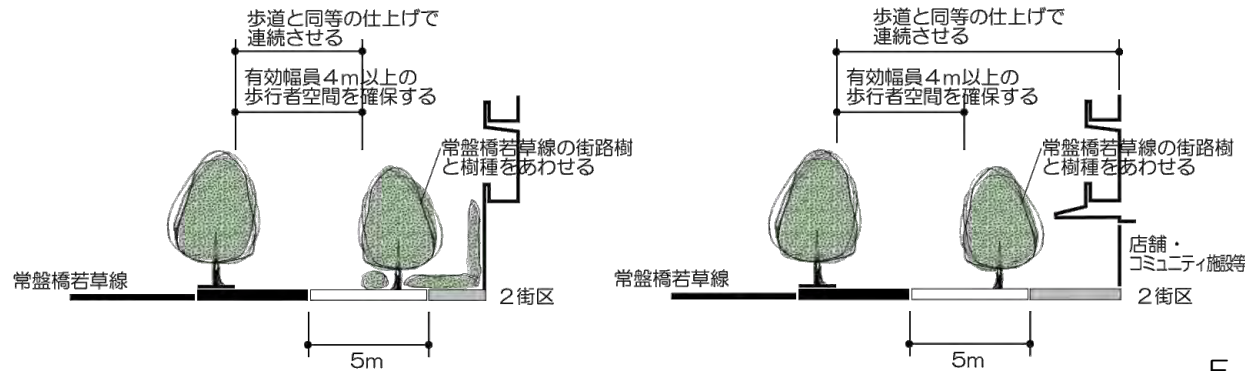 歩道と同等の仕上げで
連続させる
有効幅員4m以上の
歩行者空間を確保する
常盤橋若草線の街路樹
と樹種をあわせる
常盤橋若草線
2街区
5m
歩道と同等の仕上げで
連続させる
有効幅員4m以上の
歩行者空間を確保する
常盤橋若草線の街路樹
と樹種をあわせる
店舗・
コミュニティ施設等
常盤橋若草線
2街区
5m